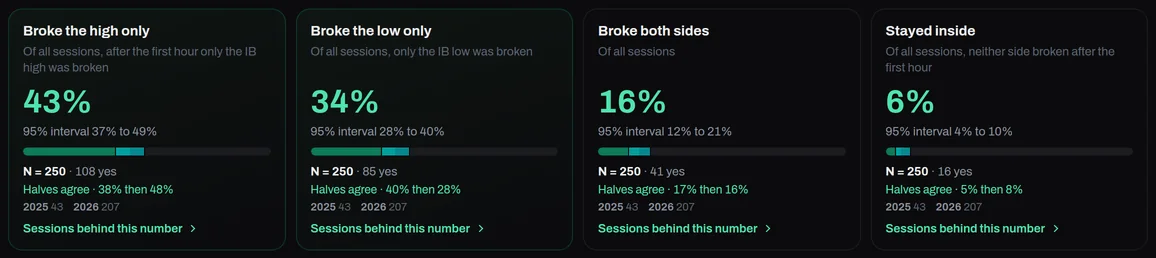 Broke the high only
Of all sessions, after the first hour only the IB
high was broken
43%
95% interval 37% to 49%
N = 250 · 108 yes
Halves agree · 38% then 48%
2025 43 2026 207
Sessions behind this number
Broke the low only
Of all sessions, only the IB low was broken
34%
95% interval 28% to 40%
N = 250 · 85 yes
Halves agree · 40% then 28%
2025 43 2026 207
Sessions behind this number
Broke both sides
Of all sessions
16%
95% interval 12% to 21%
N = 250 · 41 yes
Halves agree · 17% then 16%
2025 43 2026 207
Sessions behind this number
Stayed inside
Of all sessions, neither side broken after the
first hour
6%
95% interval 4% to 10%
N = 250 · 16 yes
Halves agree · 5% then 8%
2025 43 2026 207
Sessions behind this number